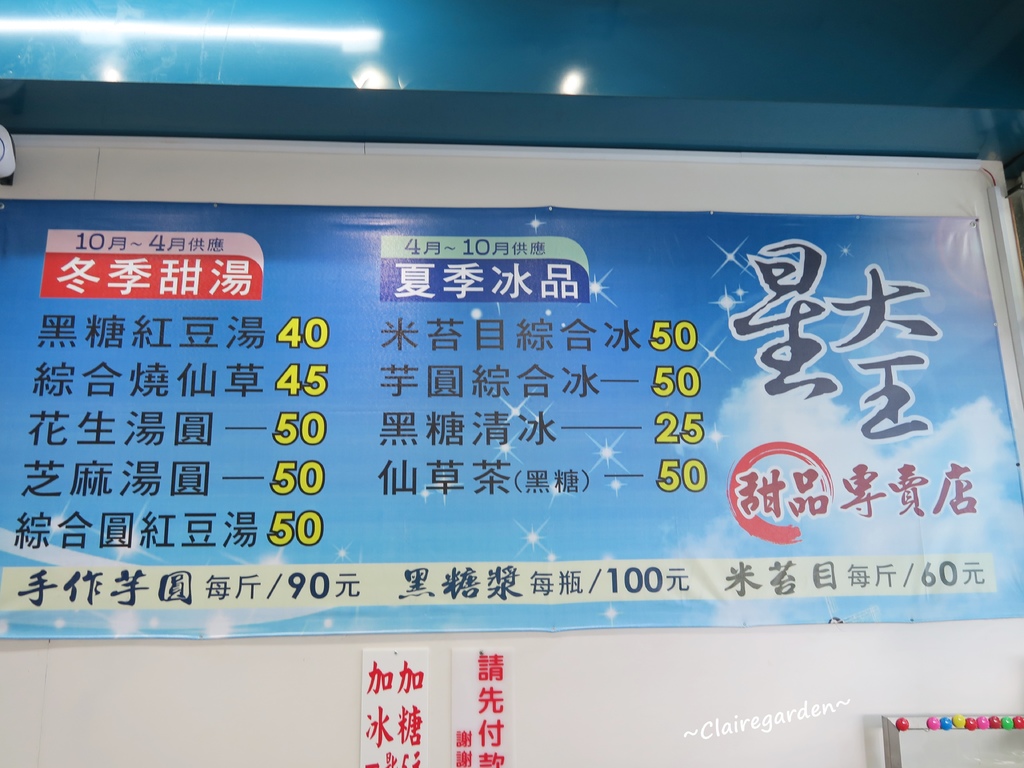 10月~4月供應
冬季甜湯
黑糖紅豆湯 40
綜合燒仙草 45
花生湯圓 — 50
芝麻湯圓 — 50
綜合圓紅豆湯 50
4月~10月供應
夏季冰品
米苔目綜合冰 50
芋圓綜合冰 — 50
黑糖清冰 — 25
仙草茶(黑糖) — 50
星大王
甜品專賣店
手作芋圓 每斤/90元
黑糖漿 每瓶/100元
米苔目 每斤/60元
加糖
加冰
請先付款
謝謝
~Clairegarden~